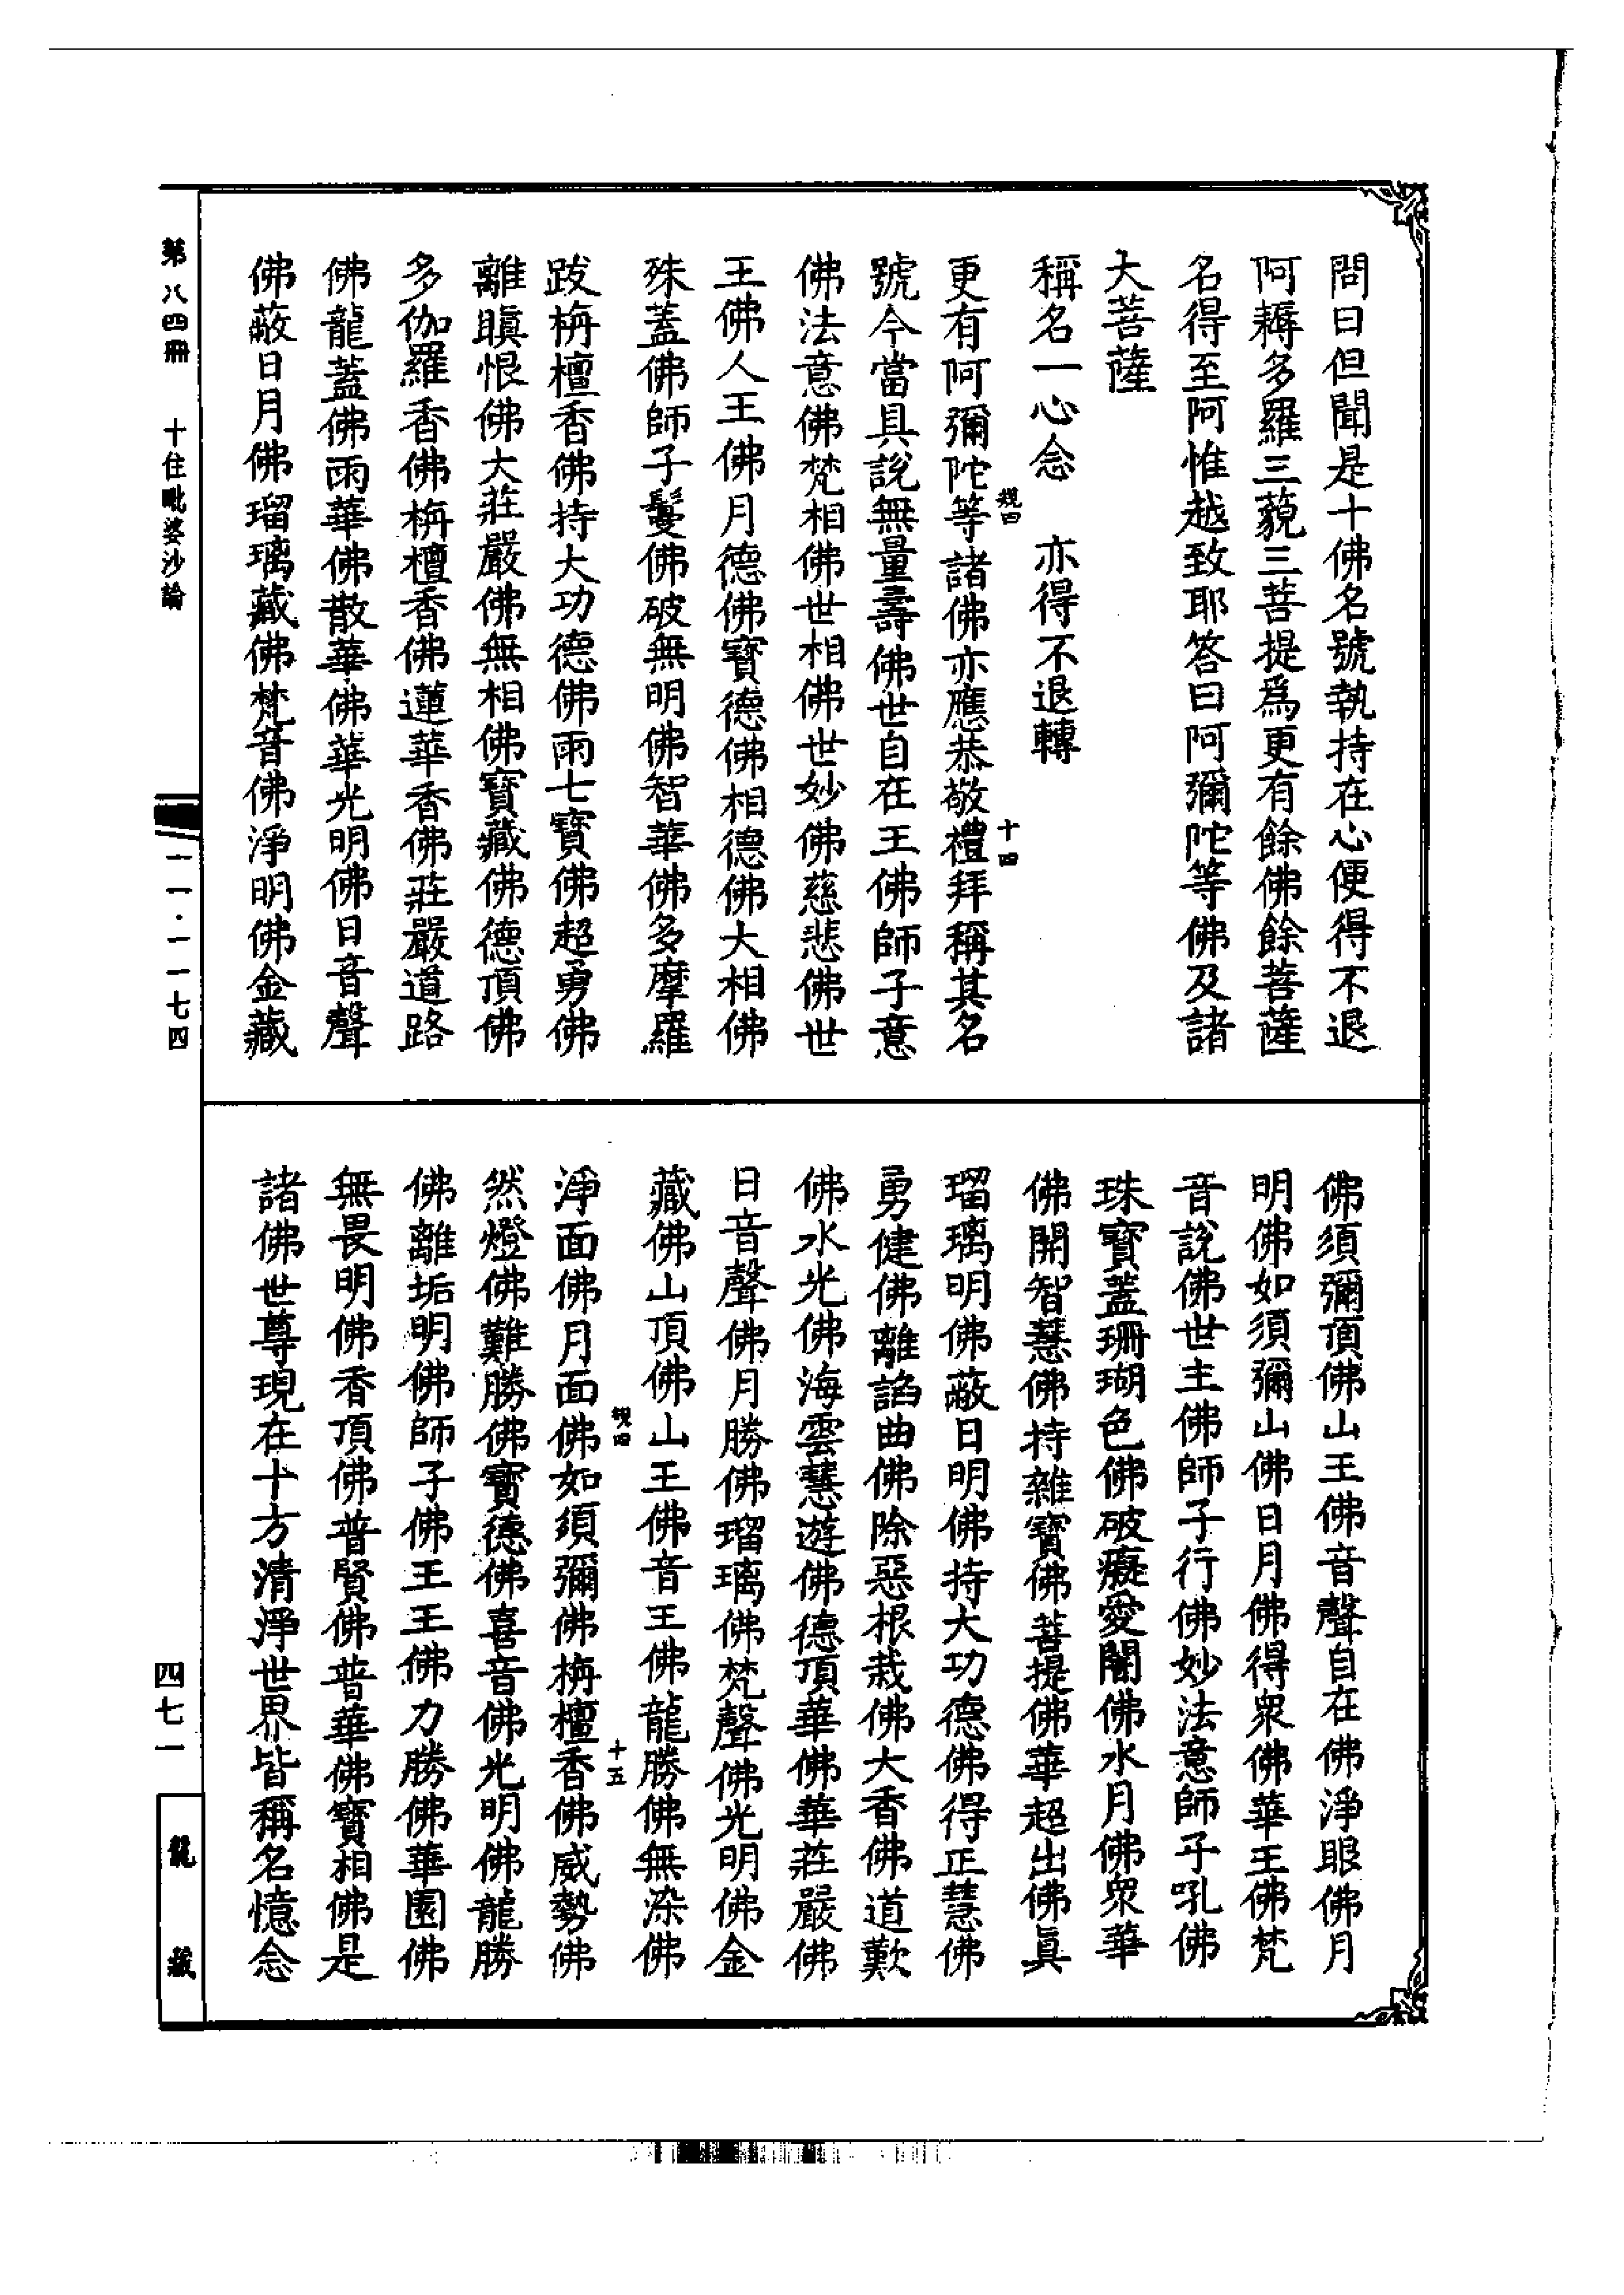 問曰但聞是十佛名號執持在心便得不退
阿耨多羅三藐三菩提爲更有餘佛餘菩薩
名得至阿惟越致耶答曰阿彌陀等佛及諸
大菩薩
稱名一心念　亦得不退轉
更有阿彌陀等諸佛亦應恭敬禮拜稱其名
號今當具說無量壽佛世自在王佛師子意
佛法意佛梵相佛世相佛世妙佛慈悲佛世
王佛人王佛月德佛寶德佛相德佛大相佛
殊蓋佛師子鬘佛破無明佛智華佛多摩羅
跋栴檀香佛持大功德佛雨七寶佛超勇佛
離瞋恨佛大莊嚴佛無相佛寶藏佛德頂佛
多伽羅香佛栴檀香佛蓮華香佛莊嚴道路
佛龍蓋佛雨華佛散華佛華光明佛日音聲
佛蔽日月佛瑠璃藏佛梵音佛淨明佛金藏
佛須彌頂佛山王佛音聲自在佛淨眼佛月
明佛如須彌山佛日月佛得衆佛華王佛梵
音說佛世主佛師子行佛妙法意師子吼佛
珠寶蓋珊瑚色佛破癡愛闇佛水月佛衆華
佛開智慧佛持雜寶佛菩提佛華超出佛眞
瑠璃明佛蔽日明佛持大功德佛得正慧佛
勇健佛離諂曲佛除惡根栽佛大香佛道歎
佛水光佛海雲慧遊佛德頂華佛華莊嚴佛
日音聲佛月勝佛瑠璃佛梵聲佛光明佛金
藏佛山頂佛山王佛音王佛龍勝佛無染佛
淨面佛月面佛如須彌佛栴檀香佛威勢佛
然燈佛難勝佛寶德佛喜音佛光明佛龍勝
佛離垢明佛師子佛王王佛力勝佛華園佛
無畏明佛香頂佛普賢佛普華佛寶相佛是
諸佛世尊現在十方清淨世界皆稱名憶念
規四
十四
規四
十五
第八四冊　十住毗婆沙論
一一·一一七四
四七一
龍藏